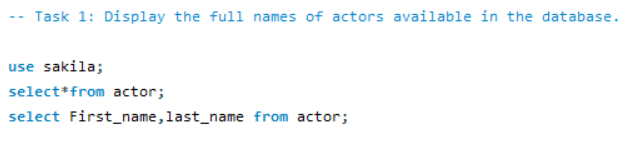 -- Task 1: Display the full names of actors available in the database.
use sakila;
select*from actor;
select First_name,last_name from actor;